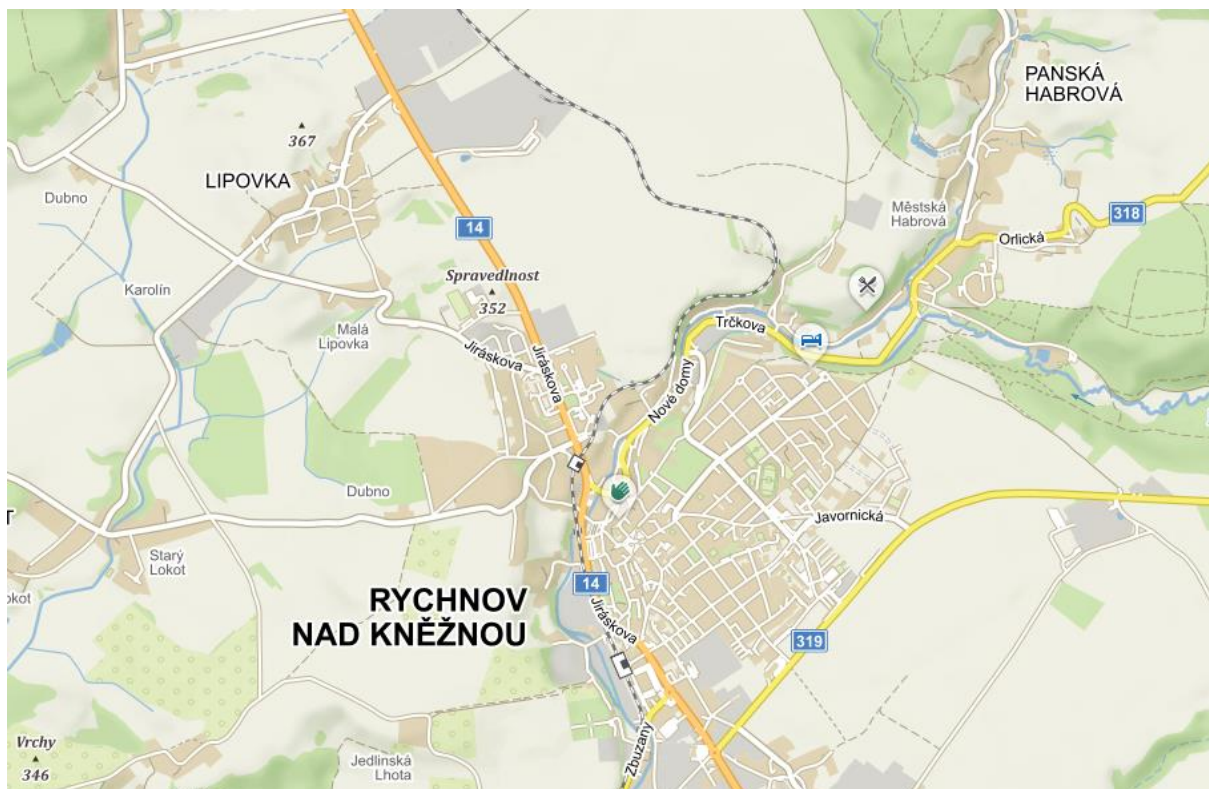 PANSKÁ
HABROVÁ
367
LIPOVKA
Dubno
Městská
Habrová
318
14
Orlická
Spravedlnost
352
Karolín
Malá
Lipovka
Trčkova
Jiráskova
Jiráskova
Nové domy
Dubno
T
Javornická
Starý
Lokot
14
okot
RYCHNOV
NAD KNĚŽNOU
Jiráskova
319
Vrchy
346
Jedlinská
Lhota
Zbuzany